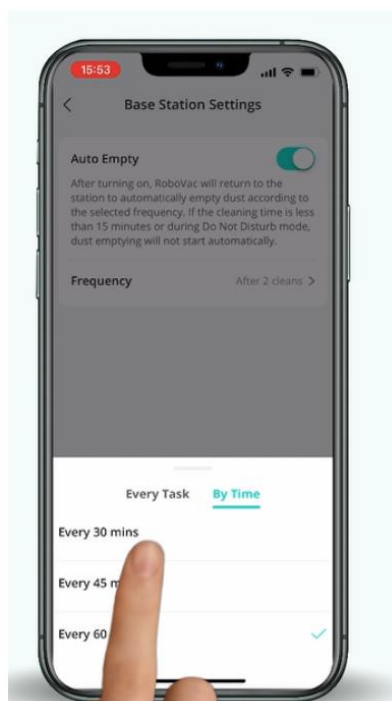 15:53
Base Station Settings
Auto Empty
After turning on, RoboVac will return to the
station to automatically empty dust according to
the selected frequency. If the cleaning time is less
than 15 minutes or during Do Not Disturb mode,
dust emptying will not start automatically.
Frequency After 2 cleans
Every Task By Time
Every 30 mins
Every 45 m
Every 60